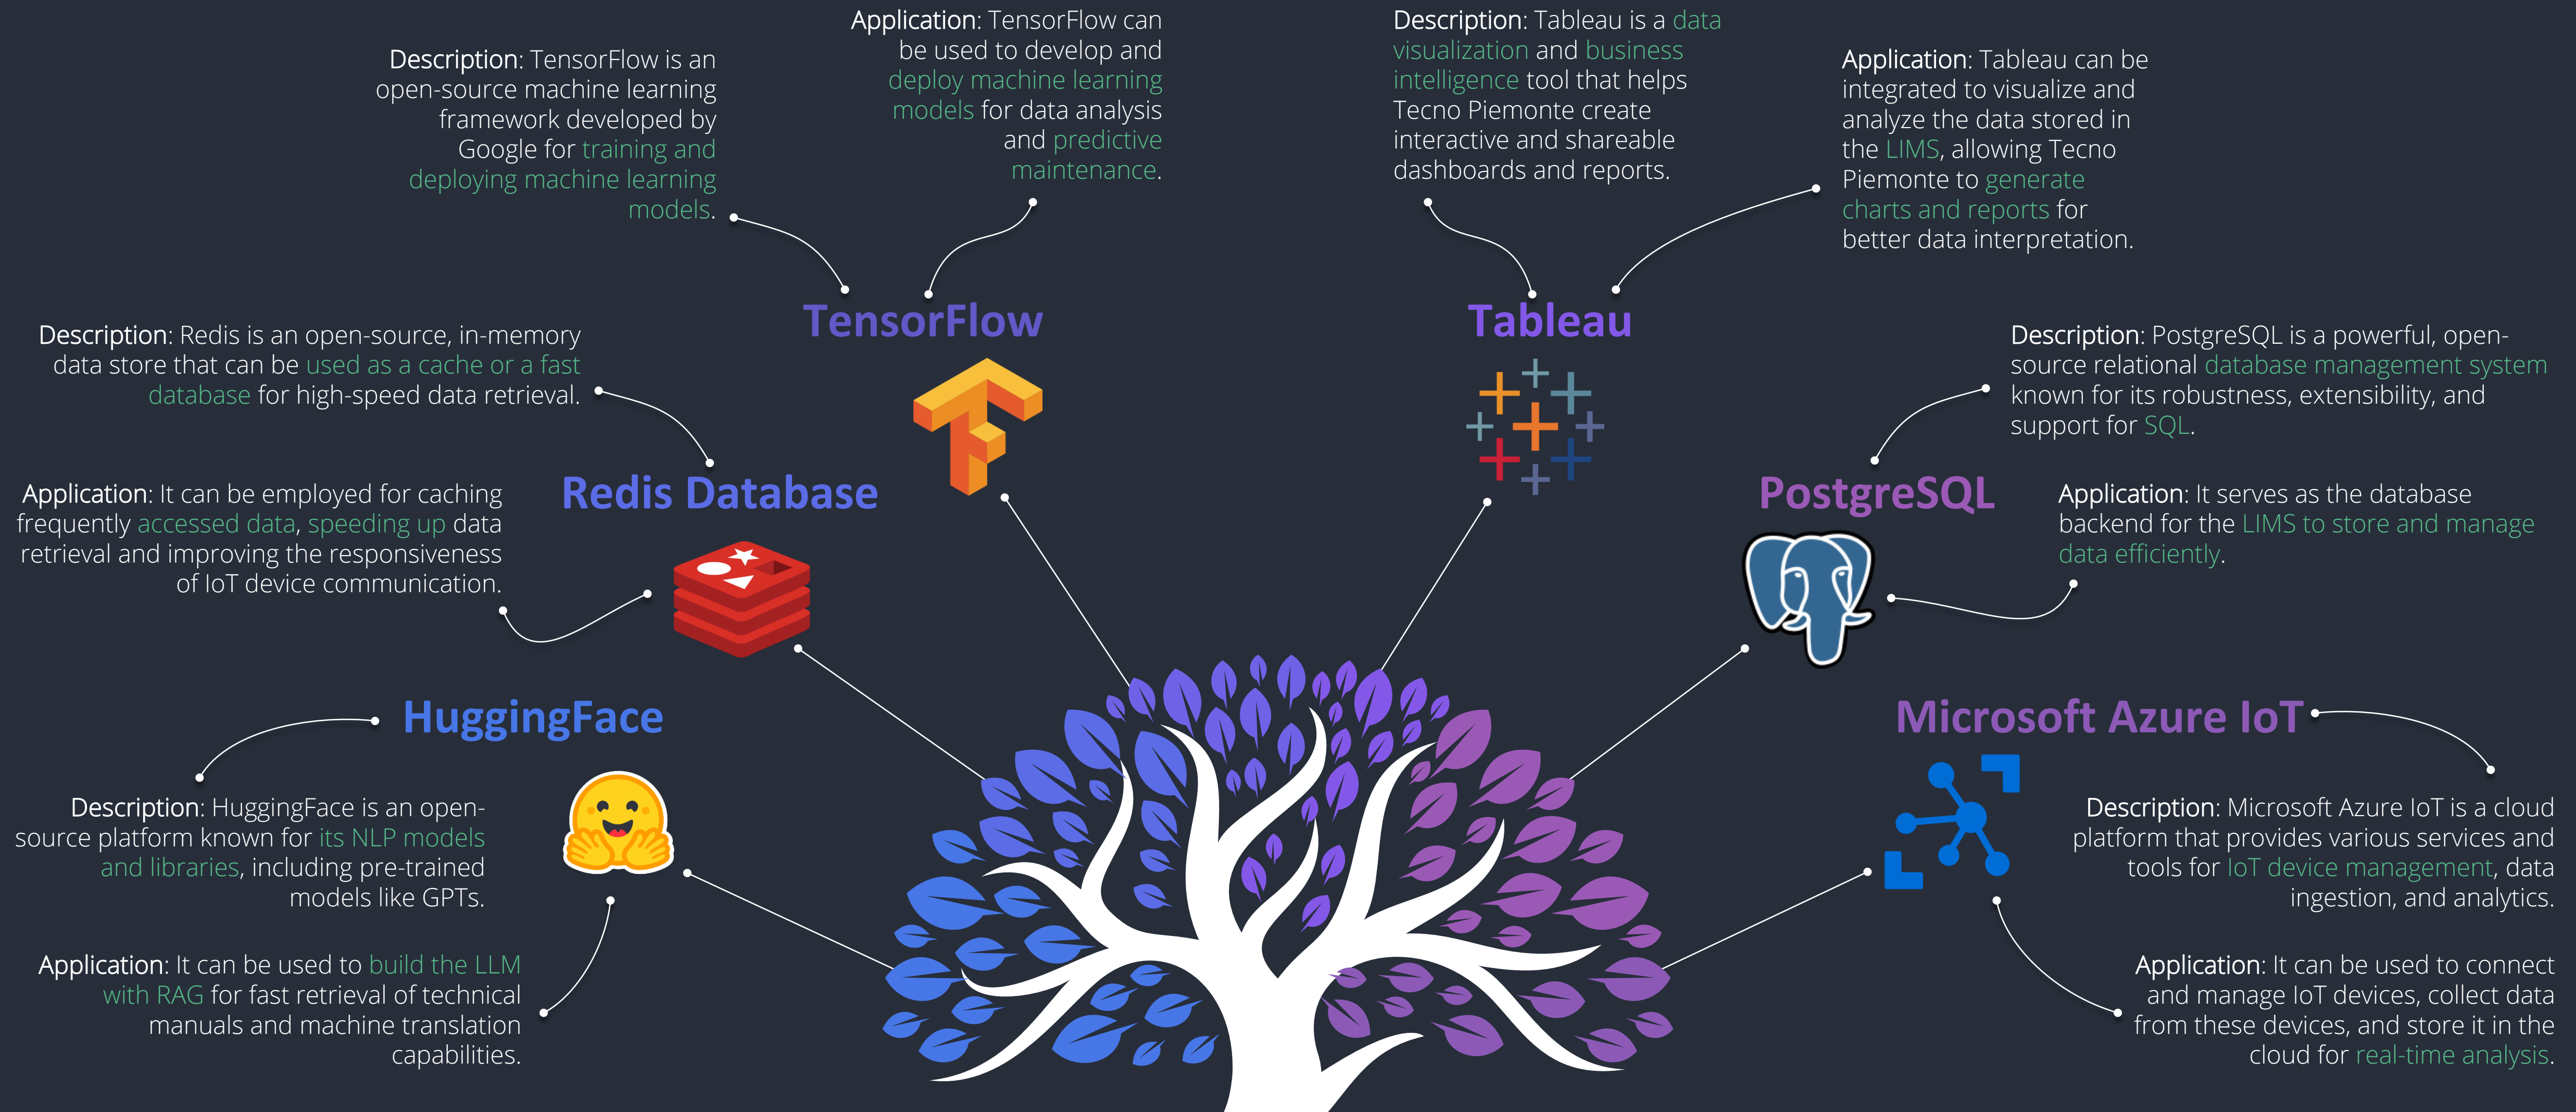 Description: TensorFlow is an
open-source machine learning
framework developed by
Google for training and
deploying machine learning
models.
Application: TensorFlow can
be used to develop and
deploy machine learning
models for data analysis
and predictive
maintenance.
TensorFlow
Description: Tableau is a data
visualization and business
intelligence tool that helps
Tecno Piemonte create
interactive and shareable
dashboards and reports.
Application: Tableau can be
integrated to visualize and
analyze the data stored in
the LIMS, allowing Tecno
Piemonte to generate
charts and reports for
better data interpretation.
Tableau
Description: Redis is an open-source, in-memory
data store that can be used as a cache or a fast
database for high-speed data retrieval.
Redis Database
Application: It can be employed for caching
frequently accessed data, speeding up data
retrieval and improving the responsiveness
of IoT device communication.
Description: PostgreSQL is a powerful, open-
source relational database management system
known for its robustness, extensibility, and
support for SQL.
PostgreSQL
Application: It serves as the database
backend for the LIMS to store and manage
data efficiently.
HuggingFace
Description: HuggingFace is an open-
source platform known for its NLP models
and libraries, including pre-trained
models like GPTs.
Application: It can be used to build the LLM
with RAG for fast retrieval of technical
manuals and machine translation
capabilities.
Microsoft Azure IoT
Description: Microsoft Azure IoT is a cloud
platform that provides various services and
tools for IoT device management, data
ingestion, and analytics.
Application: It can be used to connect
and manage IoT devices, collect data
from these devices, and store it in the
cloud for real-time analysis.